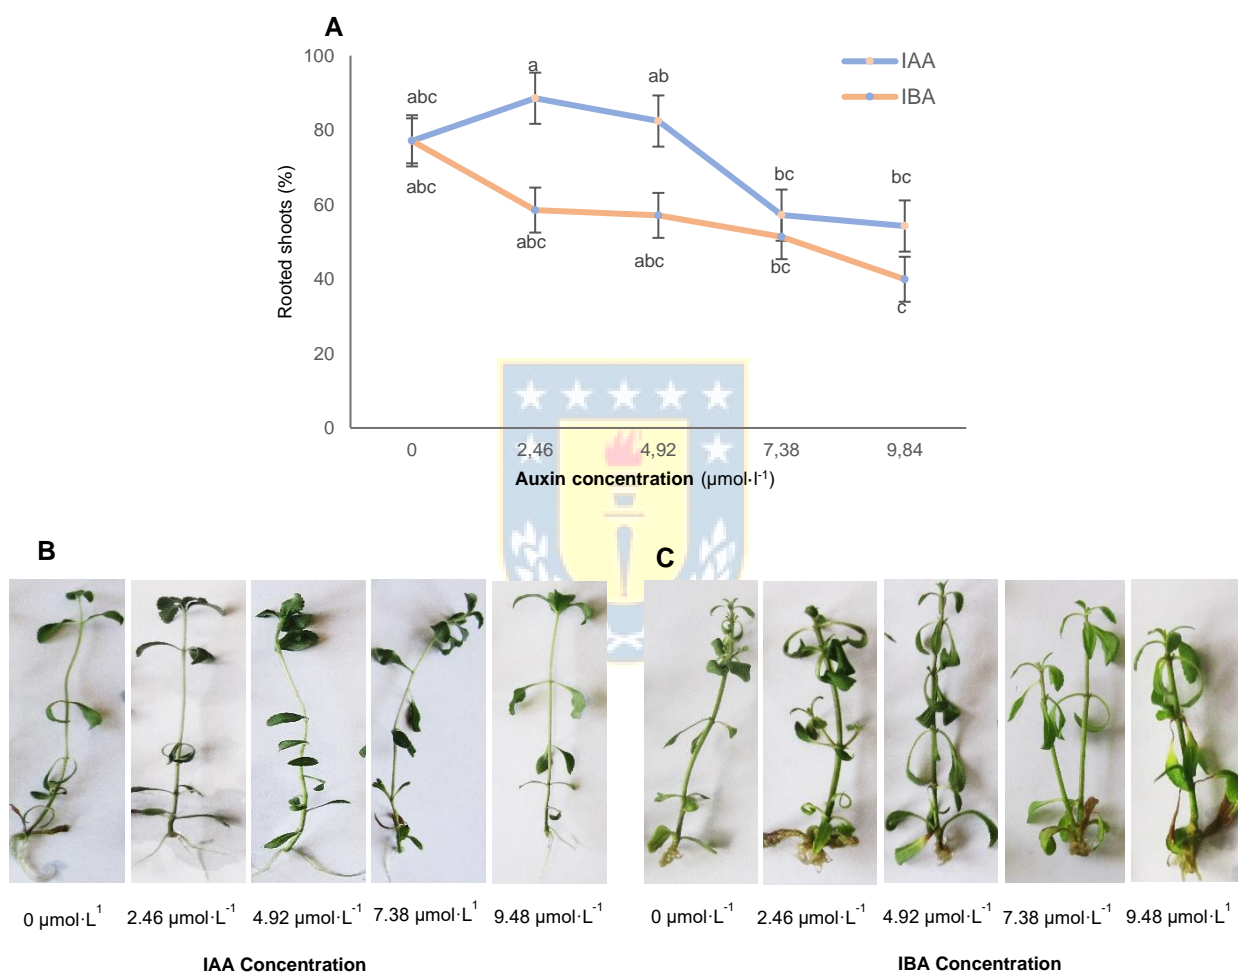 A
100
80
60
40
20
0
Rooted shoots (%)
abc
a
ab
bc
bc
abc
abc
abc
bc
c
IAA
IBA
0 2,46 4,92 7,38 9,84
Auxin concentration (µmol·l⁻¹)
B
C
0 µmol·L¹ 2.46 µmol·L⁻¹ 4.92 µmol·L⁻¹ 7.38 µmol·L¹ 9.48 µmol·L⁻¹
0 µmol·L⁻¹ 2.46 µmol·L⁻¹ 4.92 µmol·L⁻¹ 7.38 µmol·L⁻¹ 9.48 µmol·L¹
IAA Concentration
IBA Concentration